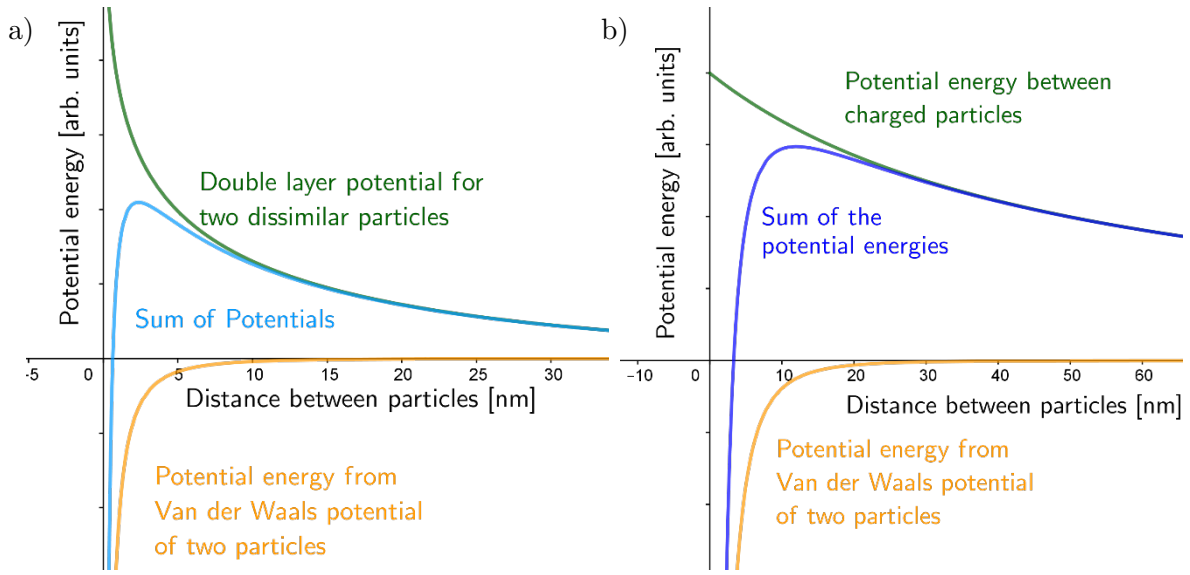 a)
Potential energy [arb. units]
Double layer potential for
two dissimilar particles
Sum of Potentials
-5 0 5 10 15 20 25 30
Distance between particles [nm]
Potential energy from
Van der Waals potential
of two particles
b)
Potential energy [arb. units]
Potential energy between
charged particles
Sum of the
potential energies
-10 0 10 20 30 40 50 60
Distance between particles [nm]
Potential energy from
Van der Waals potential
of two particles